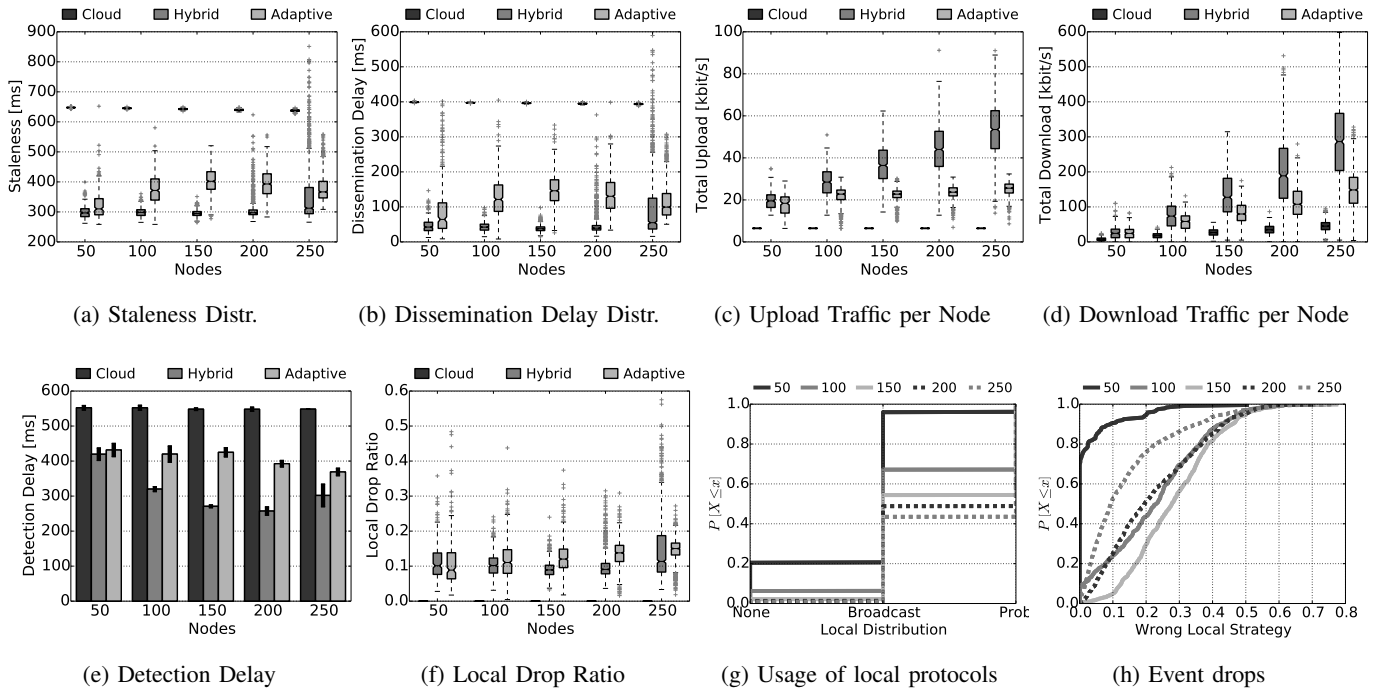 Cloud Hybrid Adaptive
900
800
700
600
500
400
300
200
Staleness [ms]
50 100 150 200 250
Nodes
(a) Staleness Distr.
Cloud Hybrid Adaptive
600
500
400
300
200
100
0
Dissemination Delay [ms]
50 100 150 200 250
Nodes
(b) Dissemination Delay Distr.
Cloud Hybrid Adaptive
100
80
60
40
20
0
Total Upload [kbit/s]
50 100 150 200 250
Nodes
(c) Upload Traffic per Node
Cloud Hybrid Adaptive
600
500
400
300
200
100
0
Total Download [kbit/s]
50 100 150 200 250
Nodes
(d) Download Traffic per Node
Cloud Hybrid Adaptive
600
500
400
300
200
100
0
Detection Delay [ms]
50 100 150 200 250
Nodes
(e) Detection Delay
Cloud Hybrid Adaptive
0.6
0.5
0.4
0.3
0.2
0.1
0.0
Local Drop Ratio
50 100 150 200 250
Nodes
(f) Local Drop Ratio
50 100 150 200 250
1.0
0.8
0.6
0.4
0.2
0.0
P [X ≤ x]
None Broadcast Prob
Local Distribution
(g) Usage of local protocols
50 100 150 200 250
1.0
0.8
0.6
0.4
0.2
0.0
P [X ≤ x]
0.0 0.1 0.2 0.3 0.4 0.5 0.6 0.7 0.8
Wrong Local Strategy
(h) Event drops